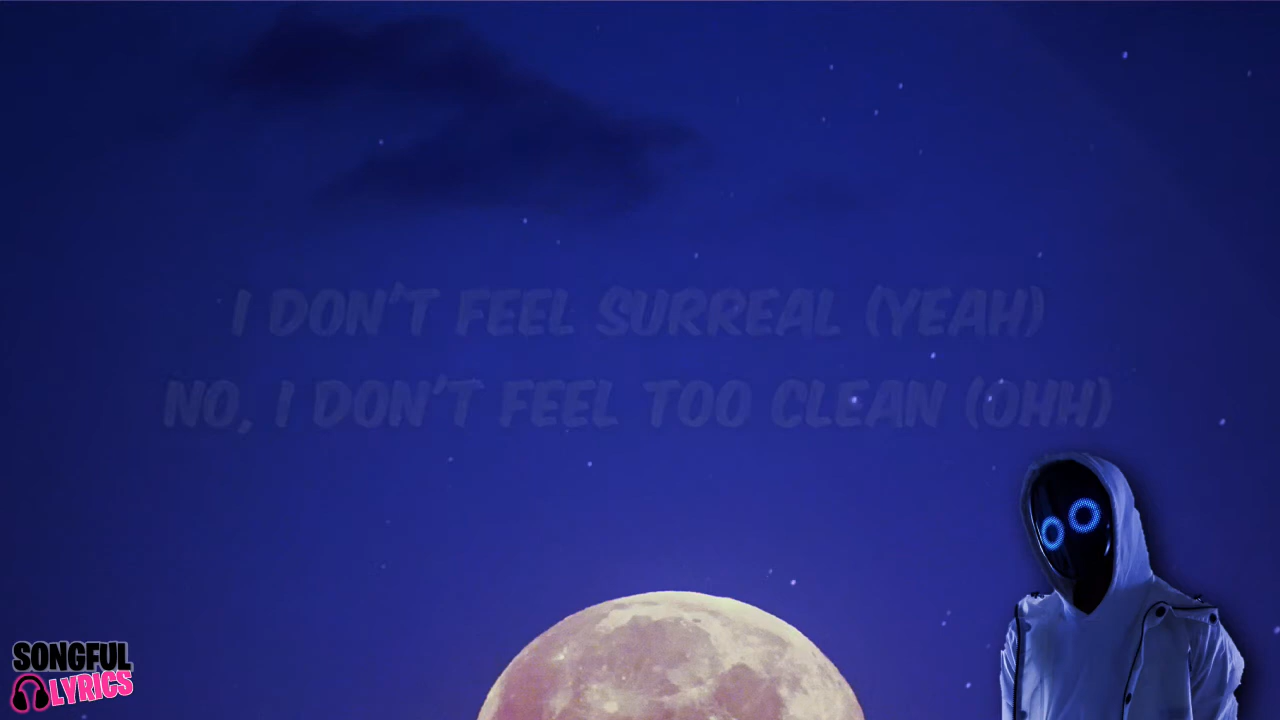 I DON'T FEEL SURREAL (YEAH)
NO, I DON'T FEEL TOO CLEAN (OHH)
SONGFUL
LYRICS